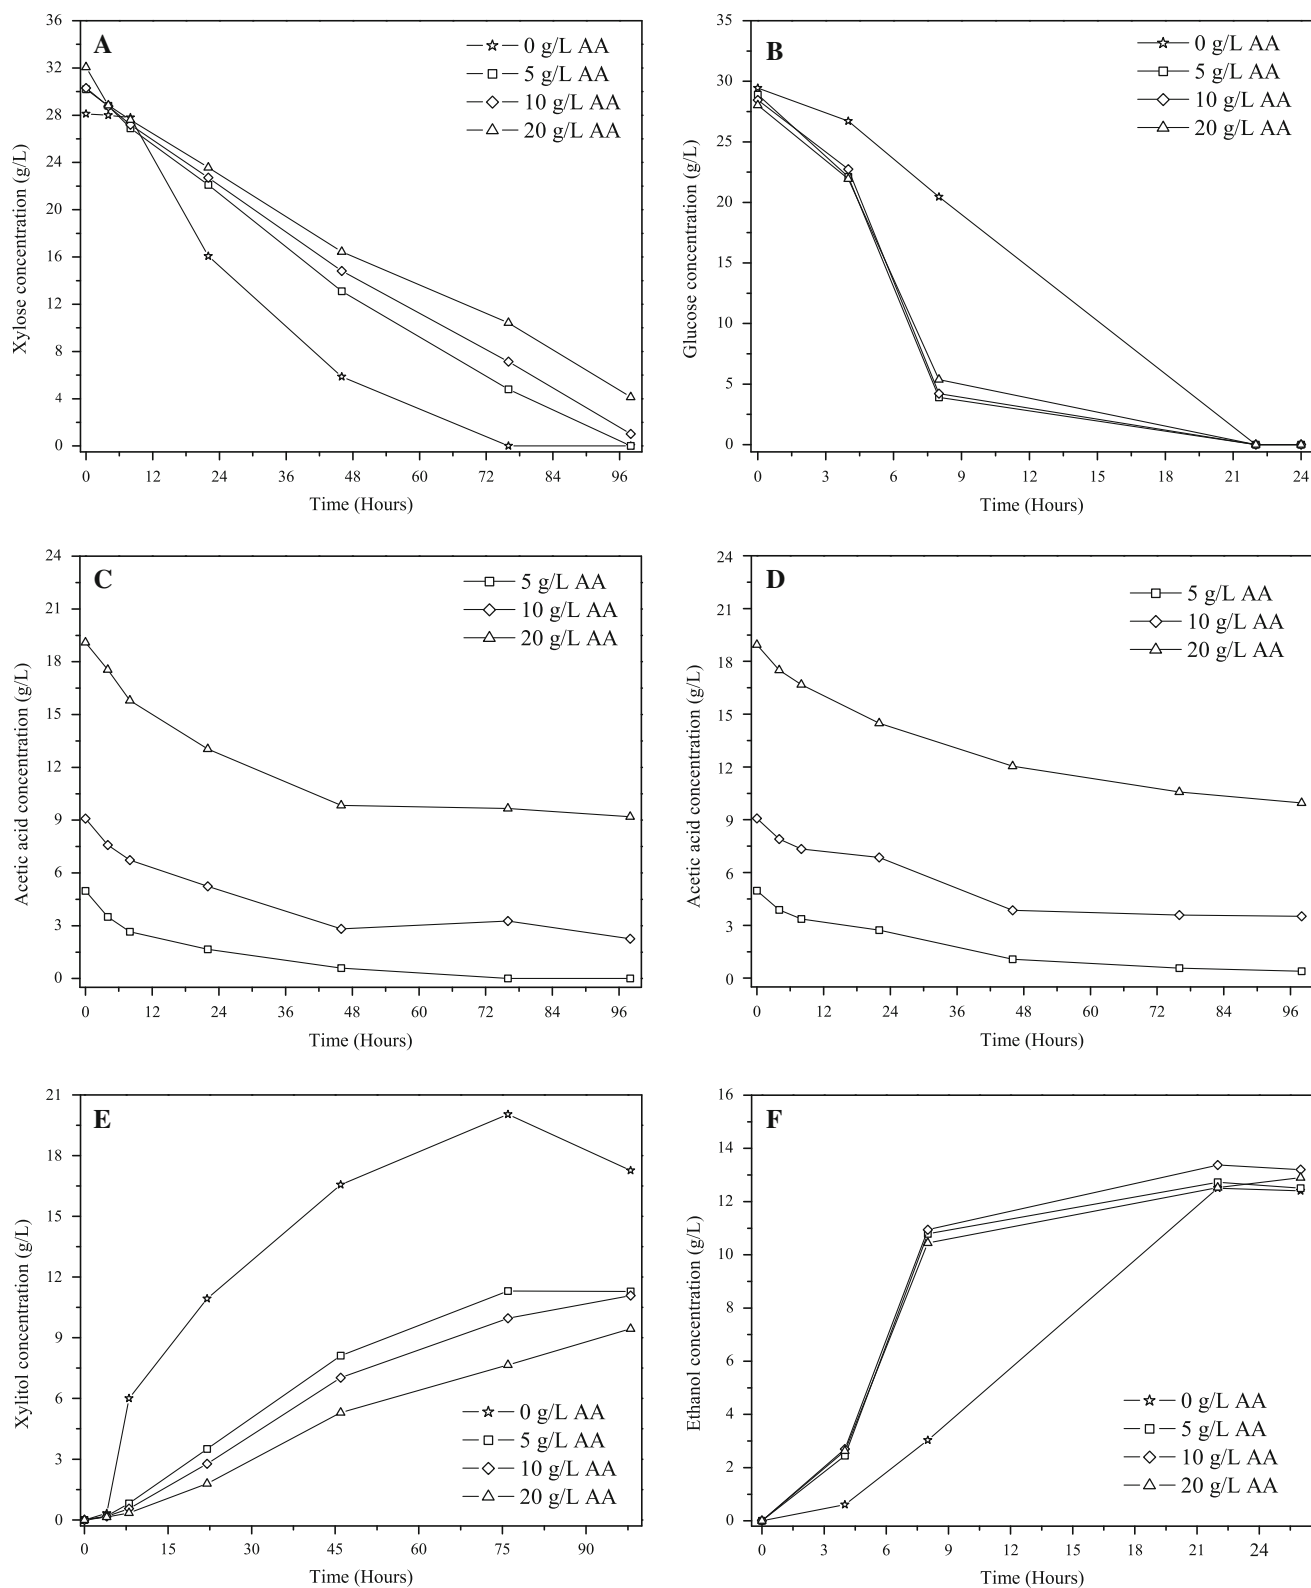 A
0 g/L AA
5 g/L AA
10 g/L AA
20 g/L AA
Xylose concentration (g/L)
36
32
28
24
20
16
12
8
4
0
0 12 24 36 48 60 72 84 96
Time (Hours)
B
0 g/L AA
5 g/L AA
10 g/L AA
20 g/L AA
Glucose concentration (g/L)
35
30
25
20
15
10
5
0
0 3 6 9 12 15 18 21 24
Time (Hours)
C
5 g/L AA
10 g/L AA
20 g/L AA
Acetic acid concentration (g/L)
24
21
18
15
12
9
6
3
0
0 12 24 36 48 60 72 84 96
Time (Hours)
D
5 g/L AA
10 g/L AA
20 g/L AA
Acetic acid concentration (g/L)
24
21
18
15
12
9
6
3
0
0 12 24 36 48 60 72 84 96
Time (Hours)
E
0 g/L AA
5 g/L AA
10 g/L AA
20 g/L AA
Xylitol concentration (g/L)
21
18
15
12
9
6
3
0
0 15 30 45 60 75 90
Time (Hours)
F
0 g/L AA
5 g/L AA
10 g/L AA
20 g/L AA
Ethanol concentration (g/L)
16
14
12
10
8
6
4
2
0
0 3 6 9 12 15 18 21 24
Time (Hours)